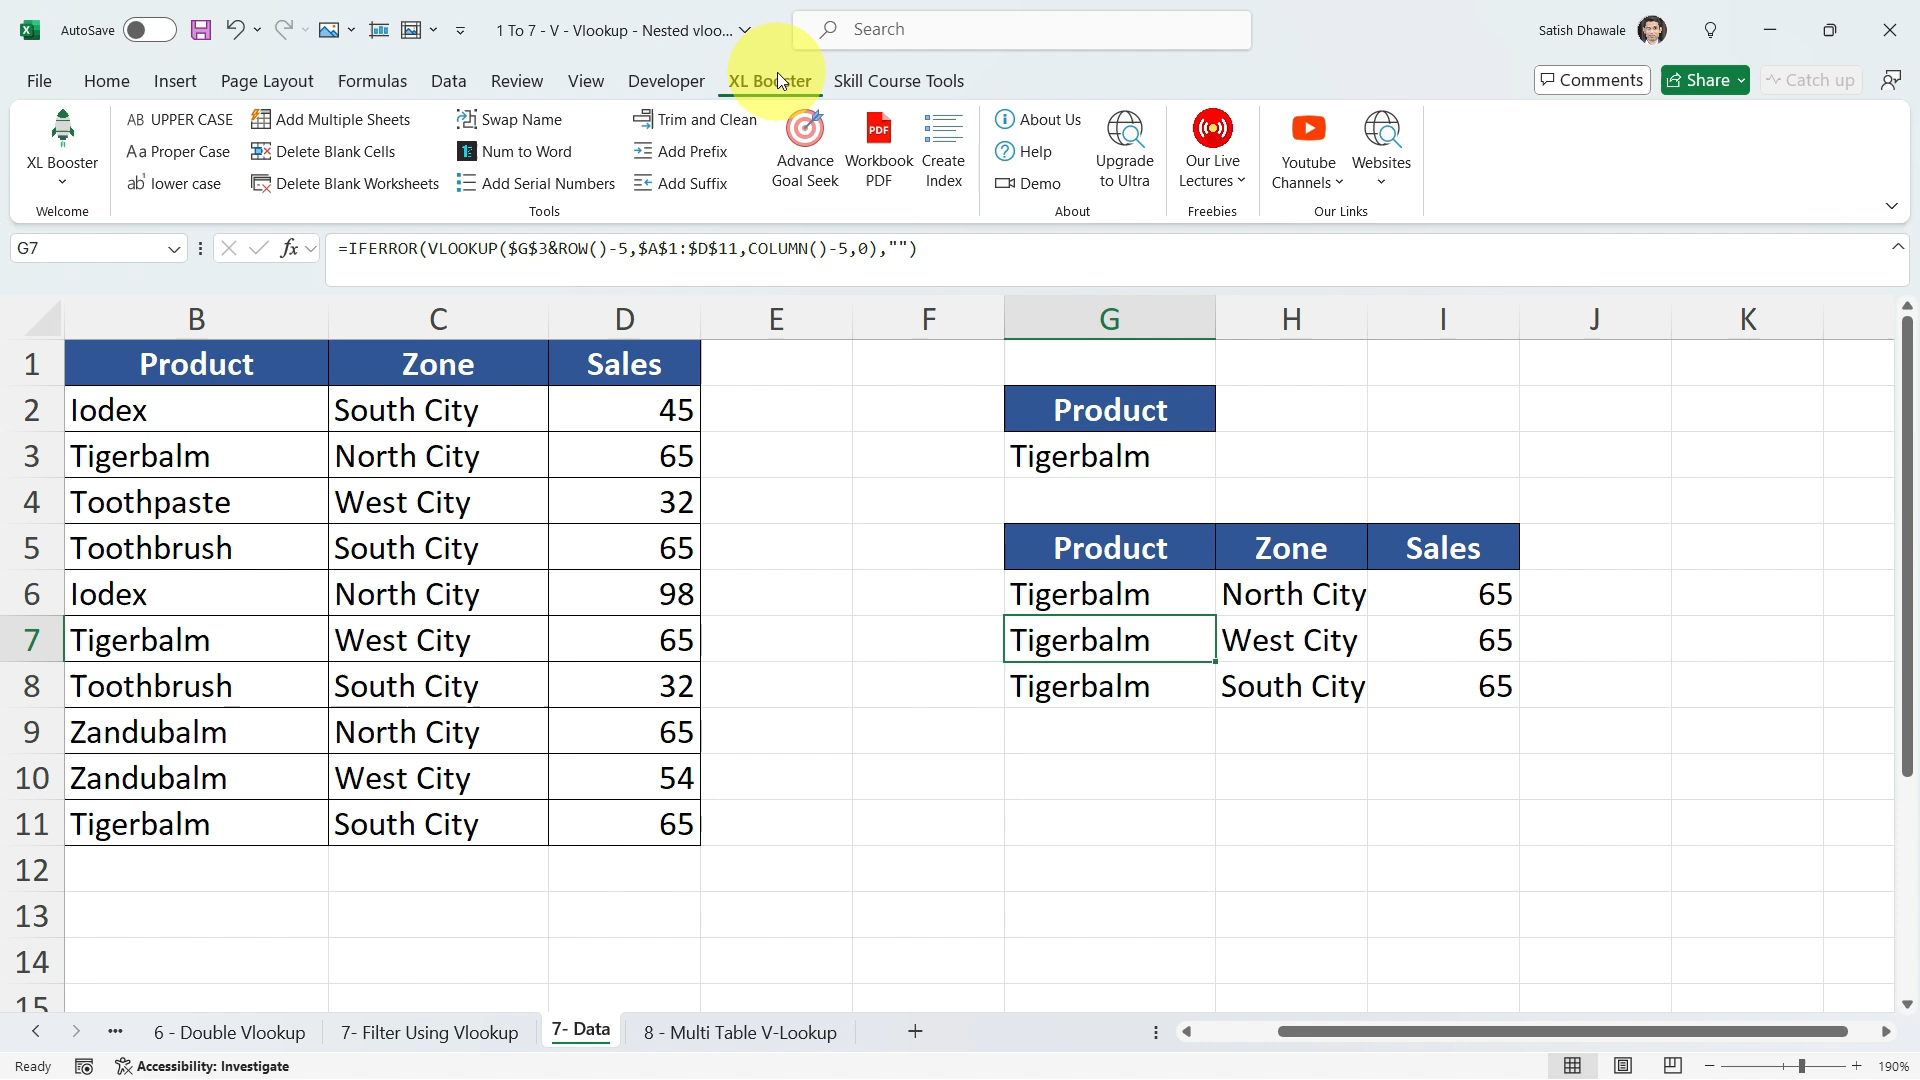 AutoSave
1 To 7 - V - Vlookup - Nested vloo...
Search
Satish Dhawale
File Home Insert Page Layout Formulas Data Review View Developer XL Booster Skill Course Tools
Comments Share Catch up
XL Booster
Welcome
AB UPPER CASE
Aa Proper Case
ab lower case
Add Multiple Sheets
Delete Blank Cells
Delete Blank Worksheets
Swap Name
Num to Word
Add Serial Numbers
Trim and Clean
Add Prefix
Add Suffix
PDF
Advance
Goal Seek
Workbook
PDF
Create
Index
Tools
About Us
Help
Demo
Upgrade
to Ultra
About
Our Live
Lectures
Freebies
Youtube
Channels
Websites
Our Links
G7
fx
=IFERROR(VLOOKUP($G$3&ROW()-5,$A$1:$D$11,COLUMN()-5,0),"")
B C D E F G H I J K
1 Product Zone Sales
2 Iodex South City 45 Product
3 Tigerbalm North City 65 Tigerbalm
4 Toothpaste West City 32
5 Toothbrush South City 65 Product Zone Sales
6 Iodex North City 98 Tigerbalm North City 65
7 Tigerbalm West City 65 Tigerbalm West City 65
8 Toothbrush South City 32 Tigerbalm South City 65
9 Zandubalm North City 65
10 Zandubalm West City 54
11 Tigerbalm South City 65
12
13
14
15
6 - Double Vlookup 7- Filter Using Vlookup 7- Data 8 - Multi Table V-Lookup
Ready Accessibility: Investigate 190%